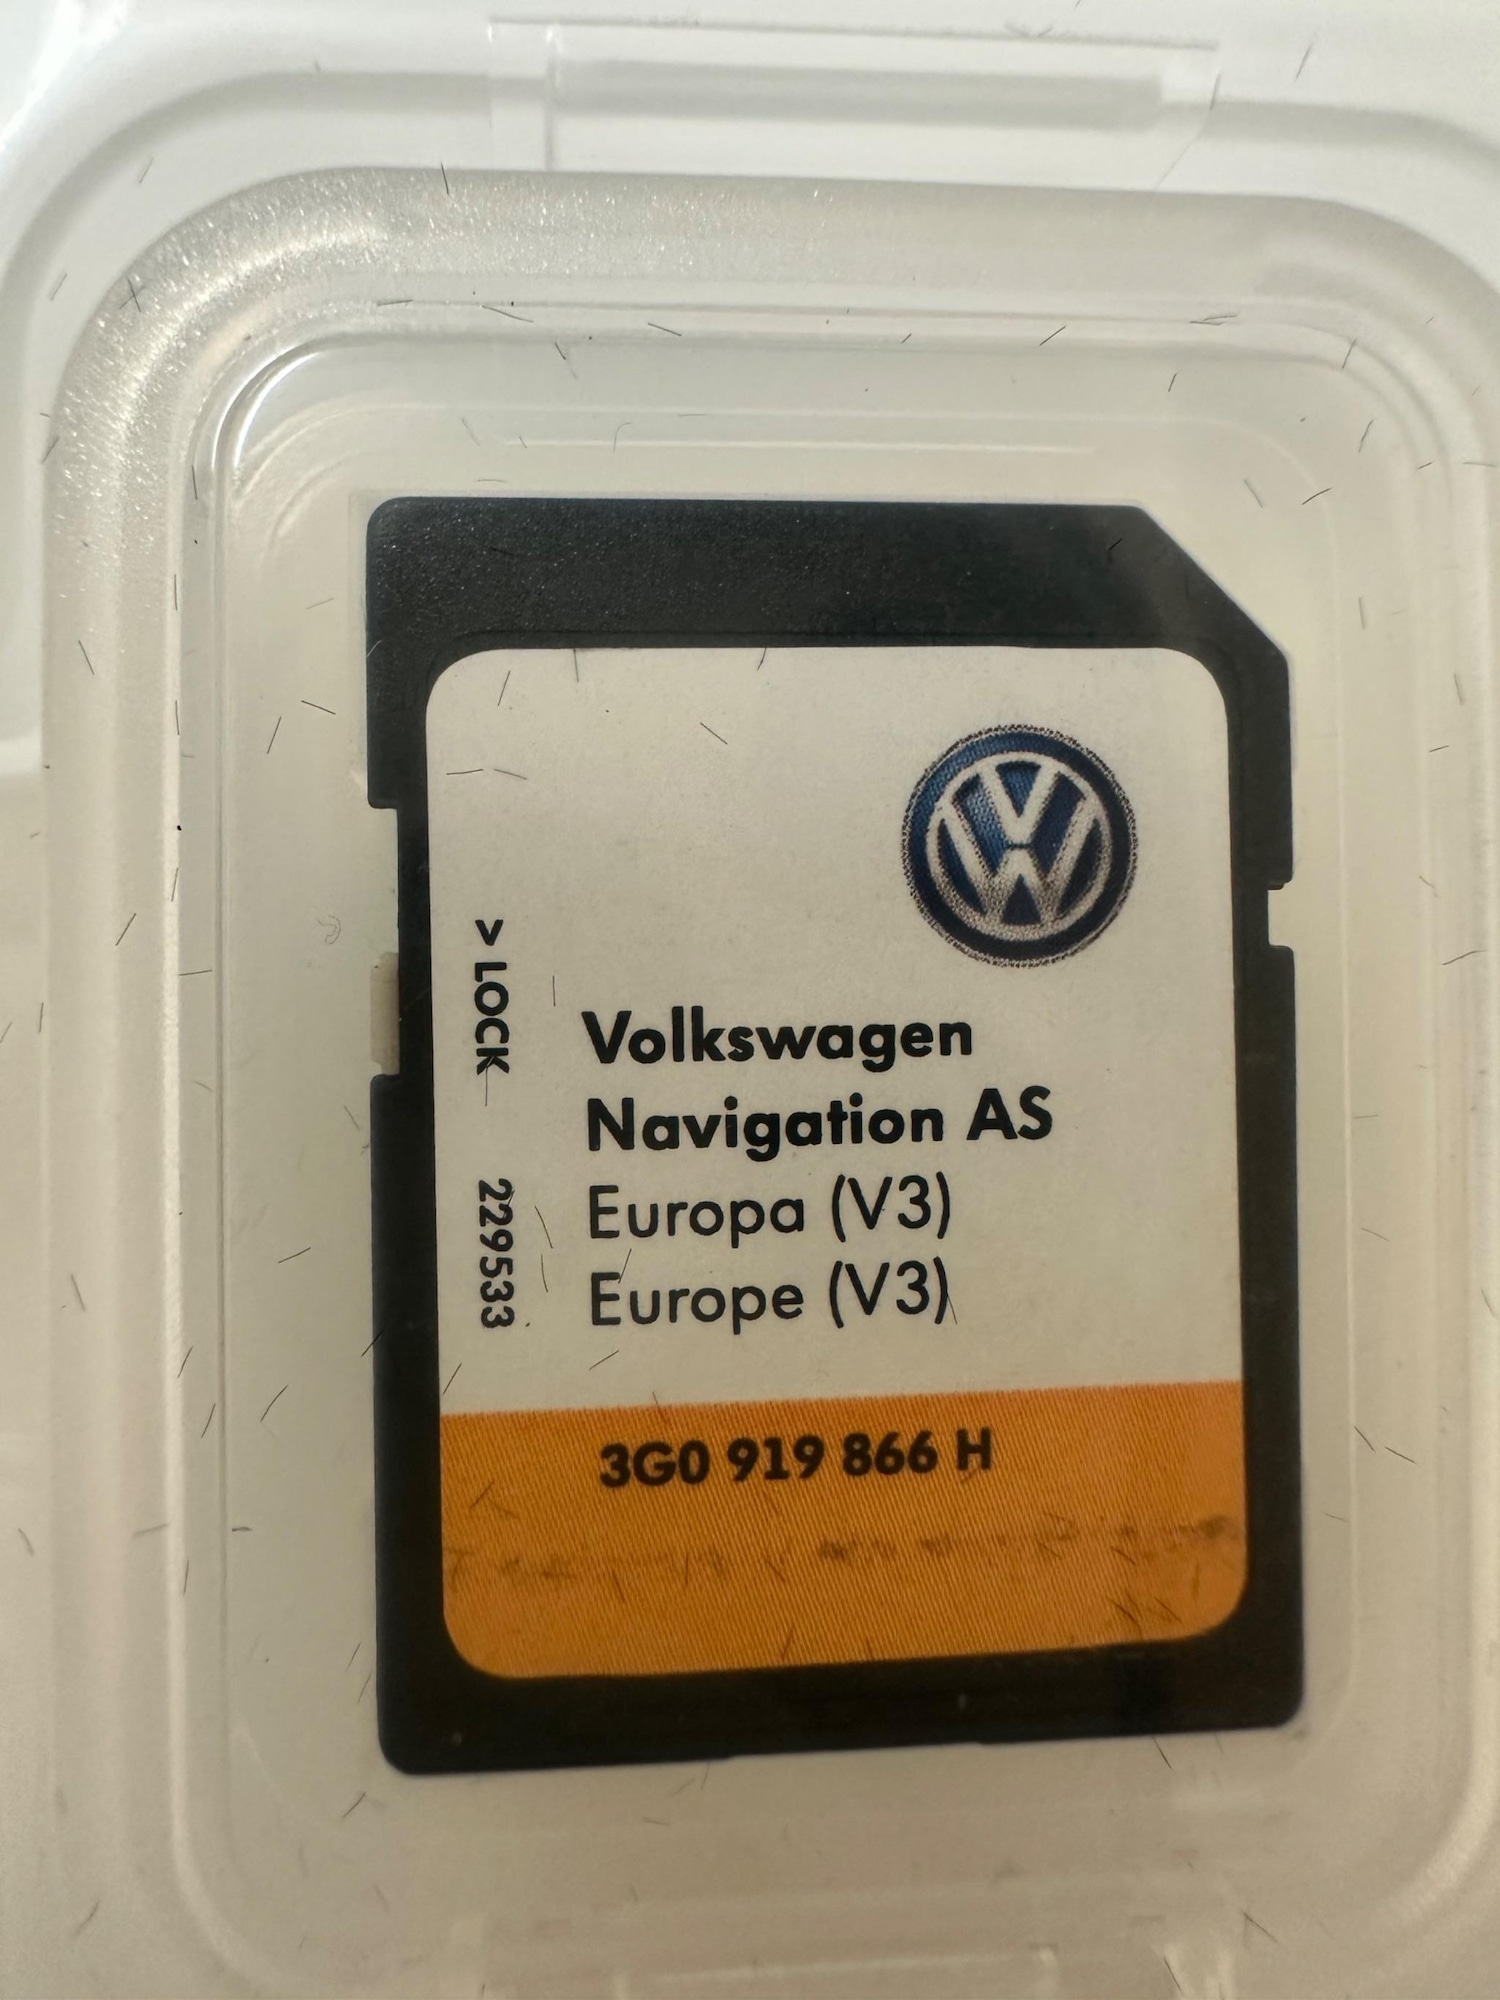 > LOCK 229533
Volkswagen
Navigation AS
Europa (V3)
Europe (V3)
3G0 919 866 H